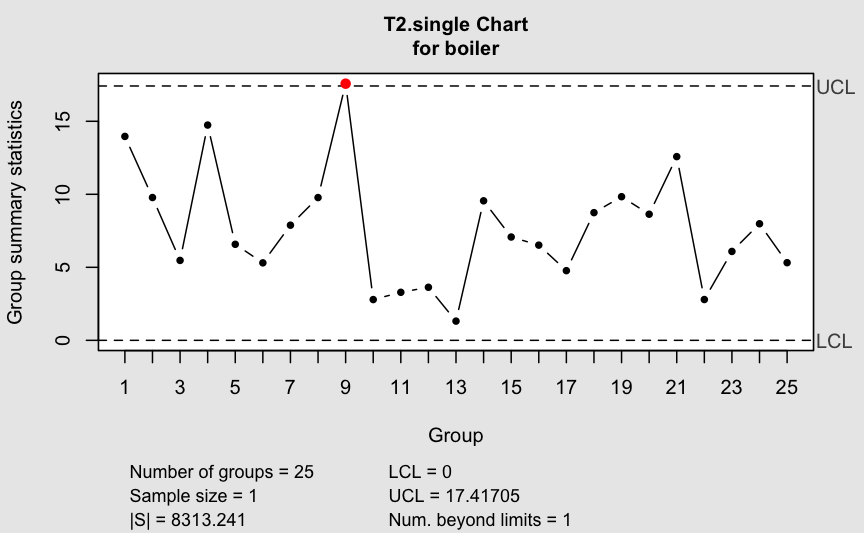 T2.single Chart
for boiler
Group summary statistics
15
10
5
0
UCL
LCL
1 3 5 7 9 11 13 15 17 19 21 23 25
Group
Number of groups = 25
Sample size = 1
|S| = 8313.241
LCL = 0
UCL = 17.41705
Num. beyond limits = 1